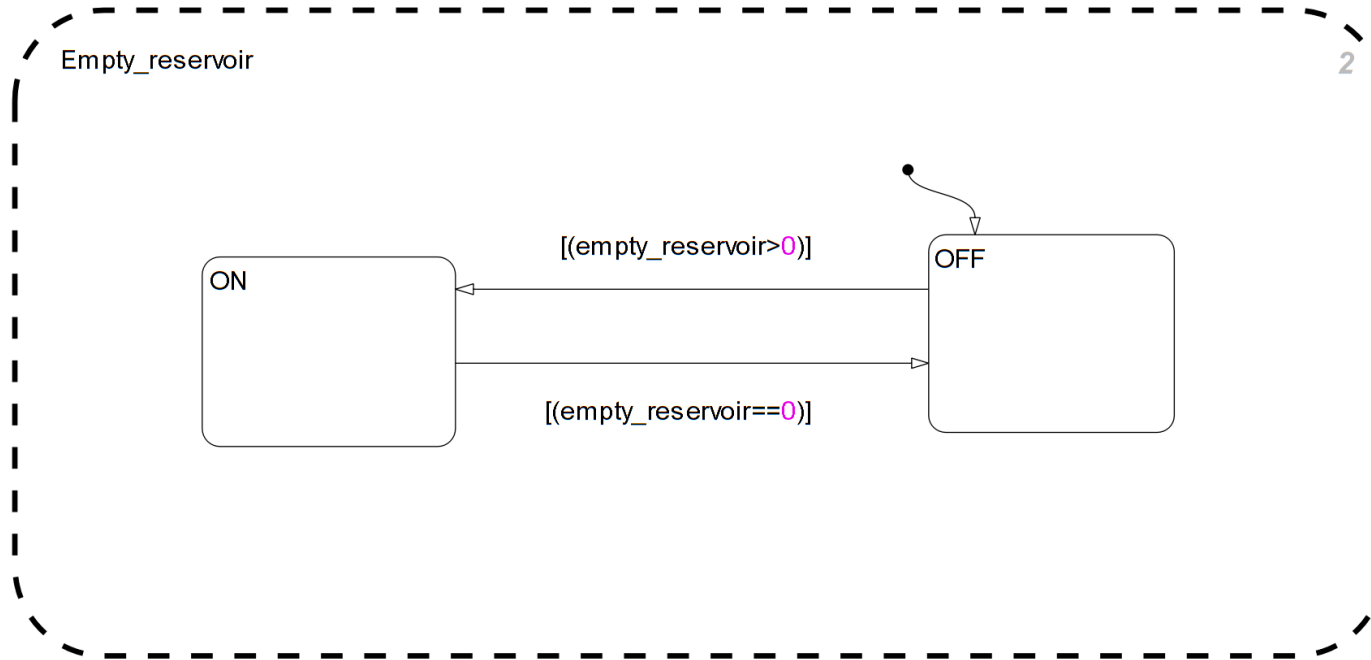 Empty_reservoir
2
[(empty_reservoir>0)]
OFF
ON
[(empty_reservoir==0)]